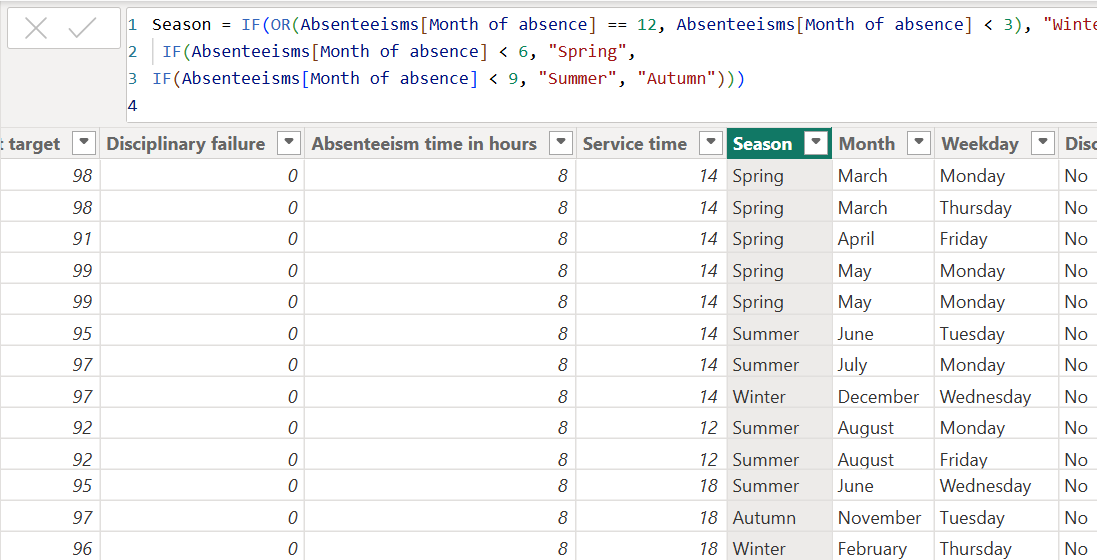 1 Season = IF(OR(Absenteeisms[Month of absence] == 12, Absenteeisms[Month of absence] < 3), "Winte
2 IF(Absenteeisms[Month of absence] < 6, "Spring",
3 IF(Absenteeisms[Month of absence] < 9, "Summer", "Autumn")))
4
t target Disciplinary failure Absenteeism time in hours Service time Season Month Weekday Disc
98 0 8 14 Spring March Monday No
98 0 8 14 Spring March Thursday No
91 0 8 14 Spring April Friday No
99 0 8 14 Spring May Monday No
99 0 8 14 Spring May Monday No
95 0 8 14 Summer June Tuesday No
97 0 8 14 Summer July Monday No
97 0 8 14 Winter December Wednesday No
92 0 8 12 Summer August Monday No
92 0 8 12 Summer August Friday No
95 0 8 18 Summer June Wednesday No
97 0 8 18 Autumn November Tuesday No
96 0 8 18 Winter February Thursday No